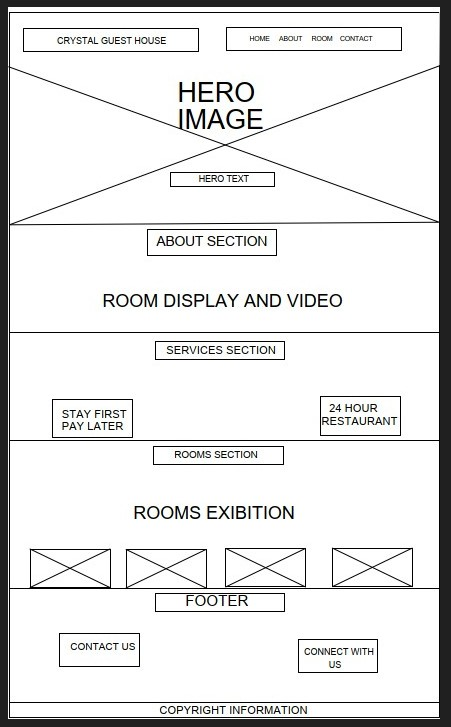 CRYSTAL GUEST HOUSE
HOME ABOUT ROOM CONTACT
HERO
IMAGE
HERO TEXT
ABOUT SECTION
ROOM DISPLAY AND VIDEO
SERVICES SECTION
STAY FIRST
PAY LATER
24 HOUR
RESTAURANT
ROOMS SECTION
ROOMS EXIBITION
FOOTER
CONTACT US
CONNECT WITH
US
COPYRIGHT INFORMATION